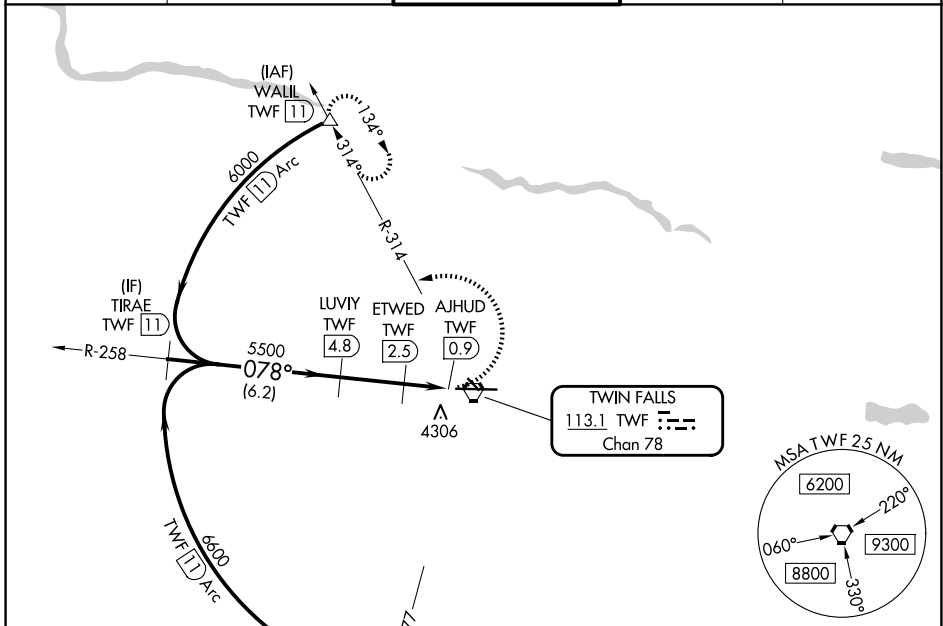 (IAF)
WALIL
TWF 11
134°
314°
6000
TWF 11 Arc
R-314
(IF)
TIRAE
TWF 11
R-258
5500
078°
(6.2)
LUVIY
TWF
4.8
ETWED
TWF
2.5
AJHUD
TWF
0.9
4306
TWIN FALLS
113.1 TWF
Chan 78
MSA TWF 25 NM
6200
220°
060°
9300
8800
330°
6600
TWF 11 Arc